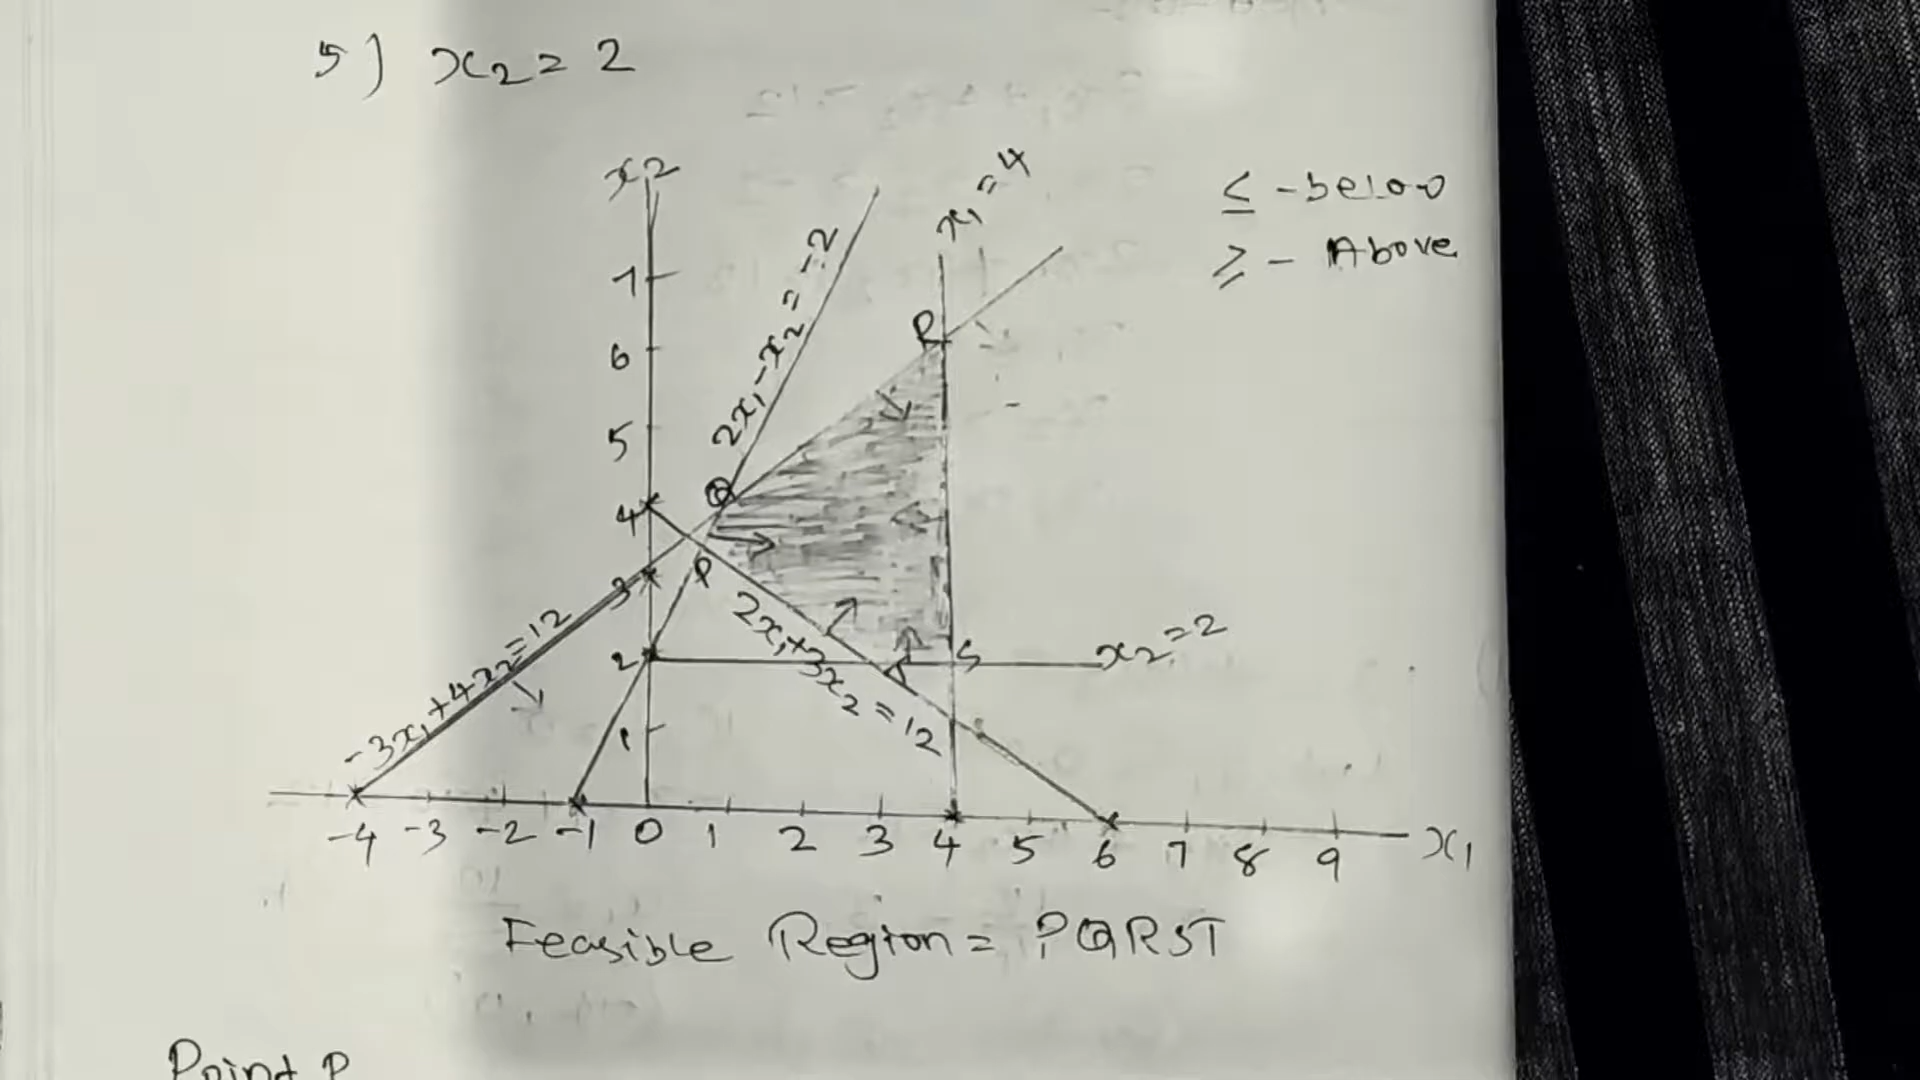 5) x₂ = 2
x2
x₁ = 4
≤ - below
≥ - Above
2x₁ - x₂ = -2
7
6
5
4
3
2
1
R
Q
P
S
x₂ = 2
-3x₁ + 4x₂ = 12
2x₁ + 3x₂ = 12
-4 -3 -2 -1 0 1 2 3 4 5 6 7 8 9 x₁
Feasible Region = PQRST
Point P